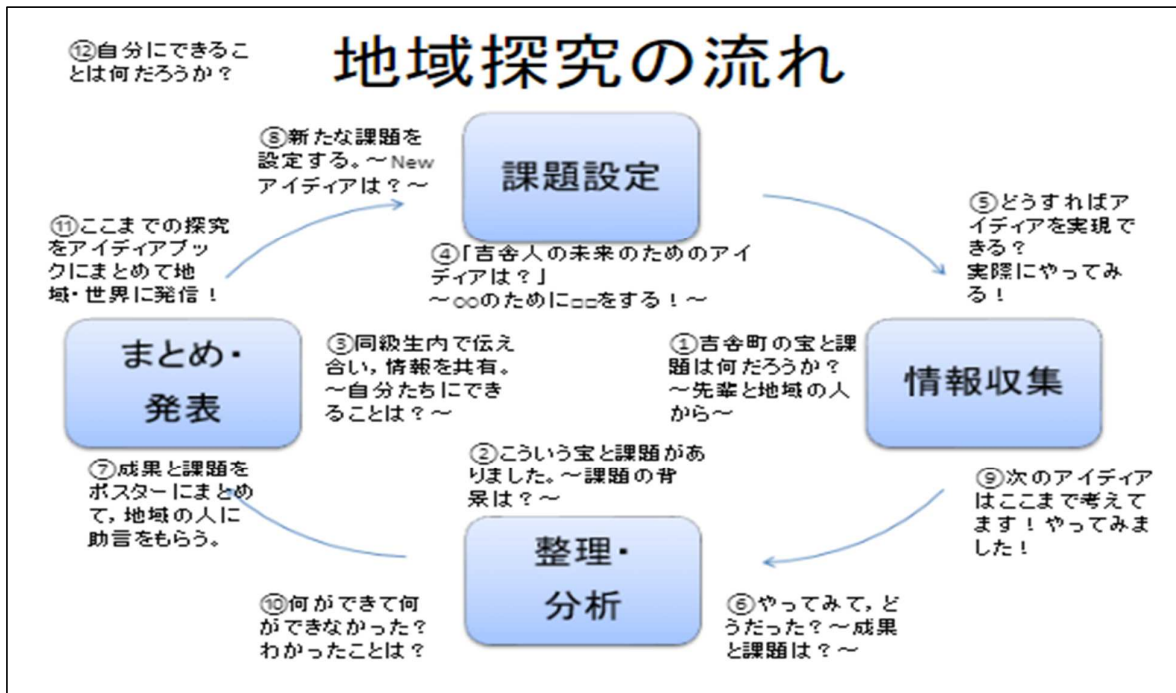 ⑫自分にできるこ
とは何だろうか？
地域探究の流れ
⑧新たな課題を
設定する。～New
アイディアは？～
課題設定
⑪ここまでの探究
をアイディアブッ
クにまとめて地
域・世界に発信！
④「吉舎人の未来のためのアイ
ディアは？」
～○○のために□□をする！～
⑤どうすればア
イディアを実現で
きる？
実際にやってみ
る！
まとめ・
発表
③同級生内で伝え
合い，情報を共有。
～自分たちにでき
ることは？～
①吉舎町の宝と課
題は何だろうか？
～先輩と地域の人
から～
情報収集
⑦成果と課題を
ポスターにまとめ
て，地域の人に
助言をもらう。
②こういう宝と課題があ
りました。～課題の背
景は？～
⑨次のアイディア
はここまで考えて
ます！やってみま
した！
整理・
分析
⑩何ができて何
ができなかった？
わかったことは？
⑥やってみて，ど
うだった？～成果
と課題は？～